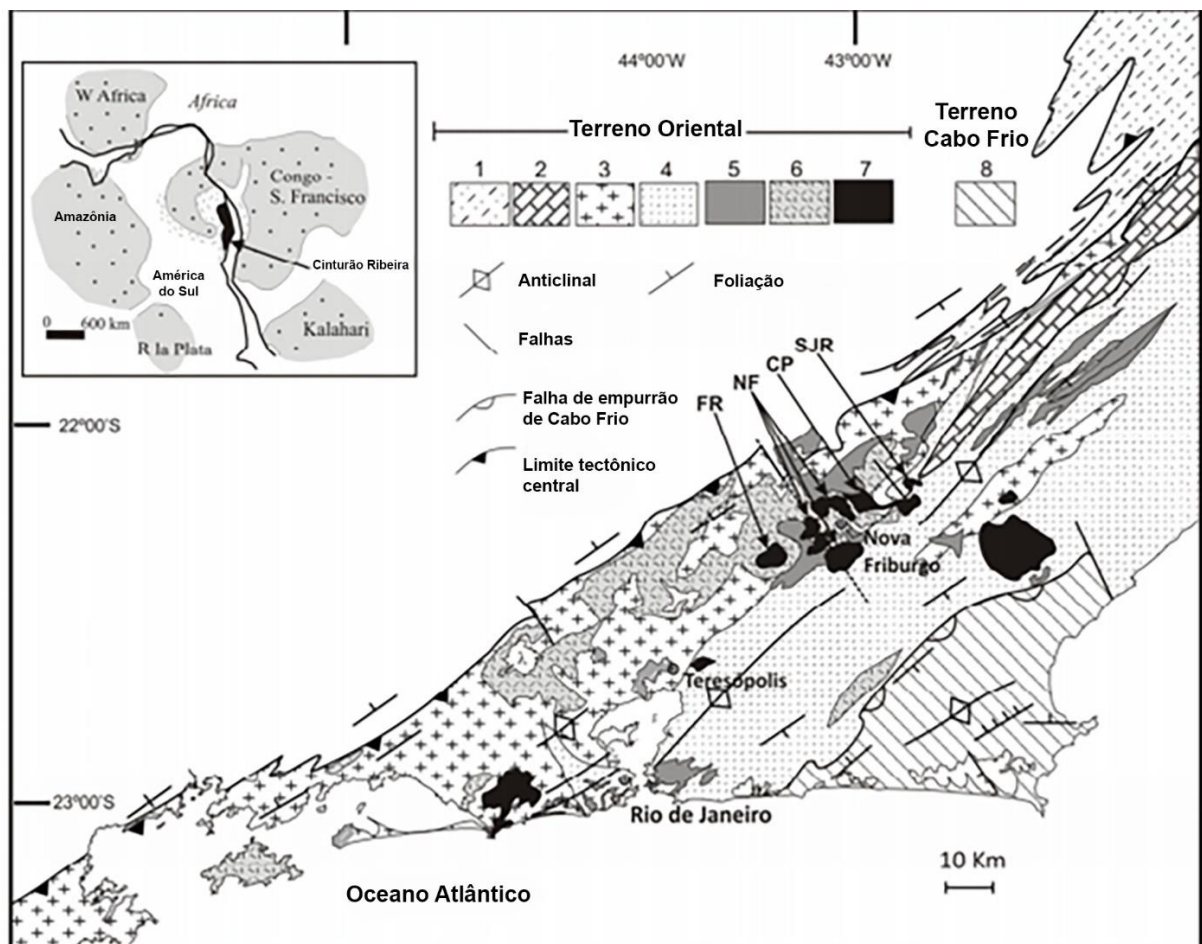 44°00'W
43°00'W
W Africa
Africa
Congo -
S. Francisco
Amazônia
América
do Sul
Cinturão Ribeira
0 600 km
R la Plata
Kalahari
Terreno Oriental
Terreno
Cabo Frio
1 2 3 4 5 6 7 8
Anticlinal
Foliação
Falhas
Falha de empurrão
de Cabo Frio
Limite tectônico
central
SJR
CP
NF
FR
22°00'S
Nova
Friburgo
Teresópolis
23°00'S
Rio de Janeiro
10 Km
Oceano Atlântico